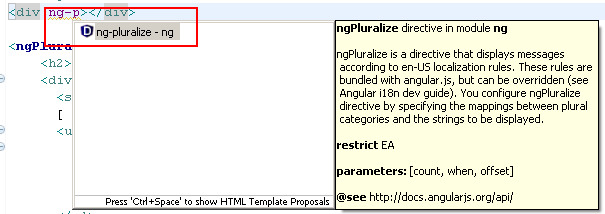 <div ng-p></div>
ng-pluralize - ng
<ngPlura
<h2>
<div
<s
[
<u
Press 'Ctrl+Space' to show HTML Template Proposals
ngPluralize directive in module ng
ngPluralize is a directive that displays messages
according to en-US localization rules. These rules are
bundled with angular.js, but can be overridden (see
Angular i18n dev guide). You configure ngPluralize
directive by specifying the mappings between plural
categories and the strings to be displayed.
restrict EA
parameters: [count, when, offset]
@see http://docs.angularjs.org/api/